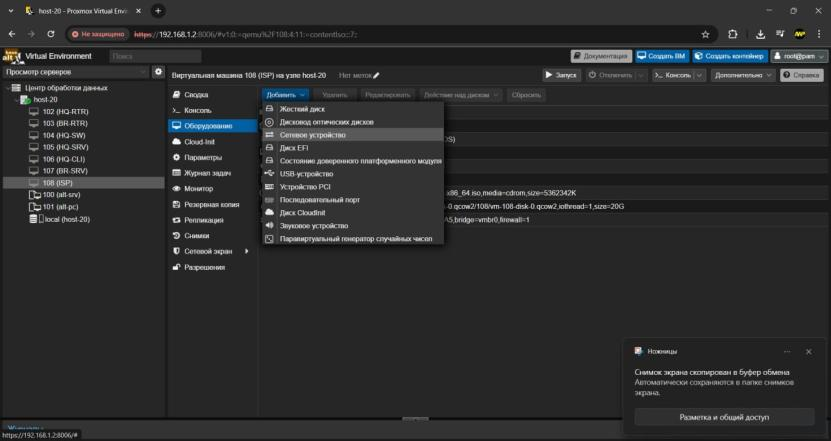 host-20 - Proxmox Virtual Envir
Не защищено https://192.168.1.2:8006/#v1:0:=qemu%2F108:4:11:=contentIso:::7::
Virtual Environment Поиск Документация Создать ВМ Создать контейнер root@pam
Просмотр серверов
Виртуальная машина 108 (ISP) на узле host-20 Нет меток Запуск Отключить Консоль Дополнительно Справка
Центр обработки данных
host-20
102 (HQ-RTR)
103 (BR-RTR)
104 (HQ-SW)
105 (HQ-SRV)
106 (HQ-CLI)
107 (BR-SRV)
108 (ISP)
100 (alt-srv)
101 (alt-pc)
local (host-20)
Сводка
Консоль
Оборудование
Cloud-Init
Параметры
Журнал задач
Монитор
Резервная копия
Репликация
Снимки
Сетевой экран
Разрешения
Добавить Удалить Редактировать Действие над диском Сбросить
Жесткий диск
Дисковод оптических дисков
Сетевое устройство
Диск EFI
Состояние доверенного платформенного модуля
USB-устройство
Устройство PCI
Последовательный порт
Диск CloudInit
Звуковое устройство
Паравиртуальный генератор случайных чисел
x86_64.iso,media=cdrom,size=5362342K
-0.qcow2/108/vm-108-disk-0.qcow2,iothread=1,size=20G
A5,bridge=vmbr0,firewall=1
Ножницы
Снимок экрана скопирован в буфер обмена
Автоматически сохраняются в папке снимков
экрана.
Разметка и общий доступ
Журналы
https://192.168.1.2:8006/#